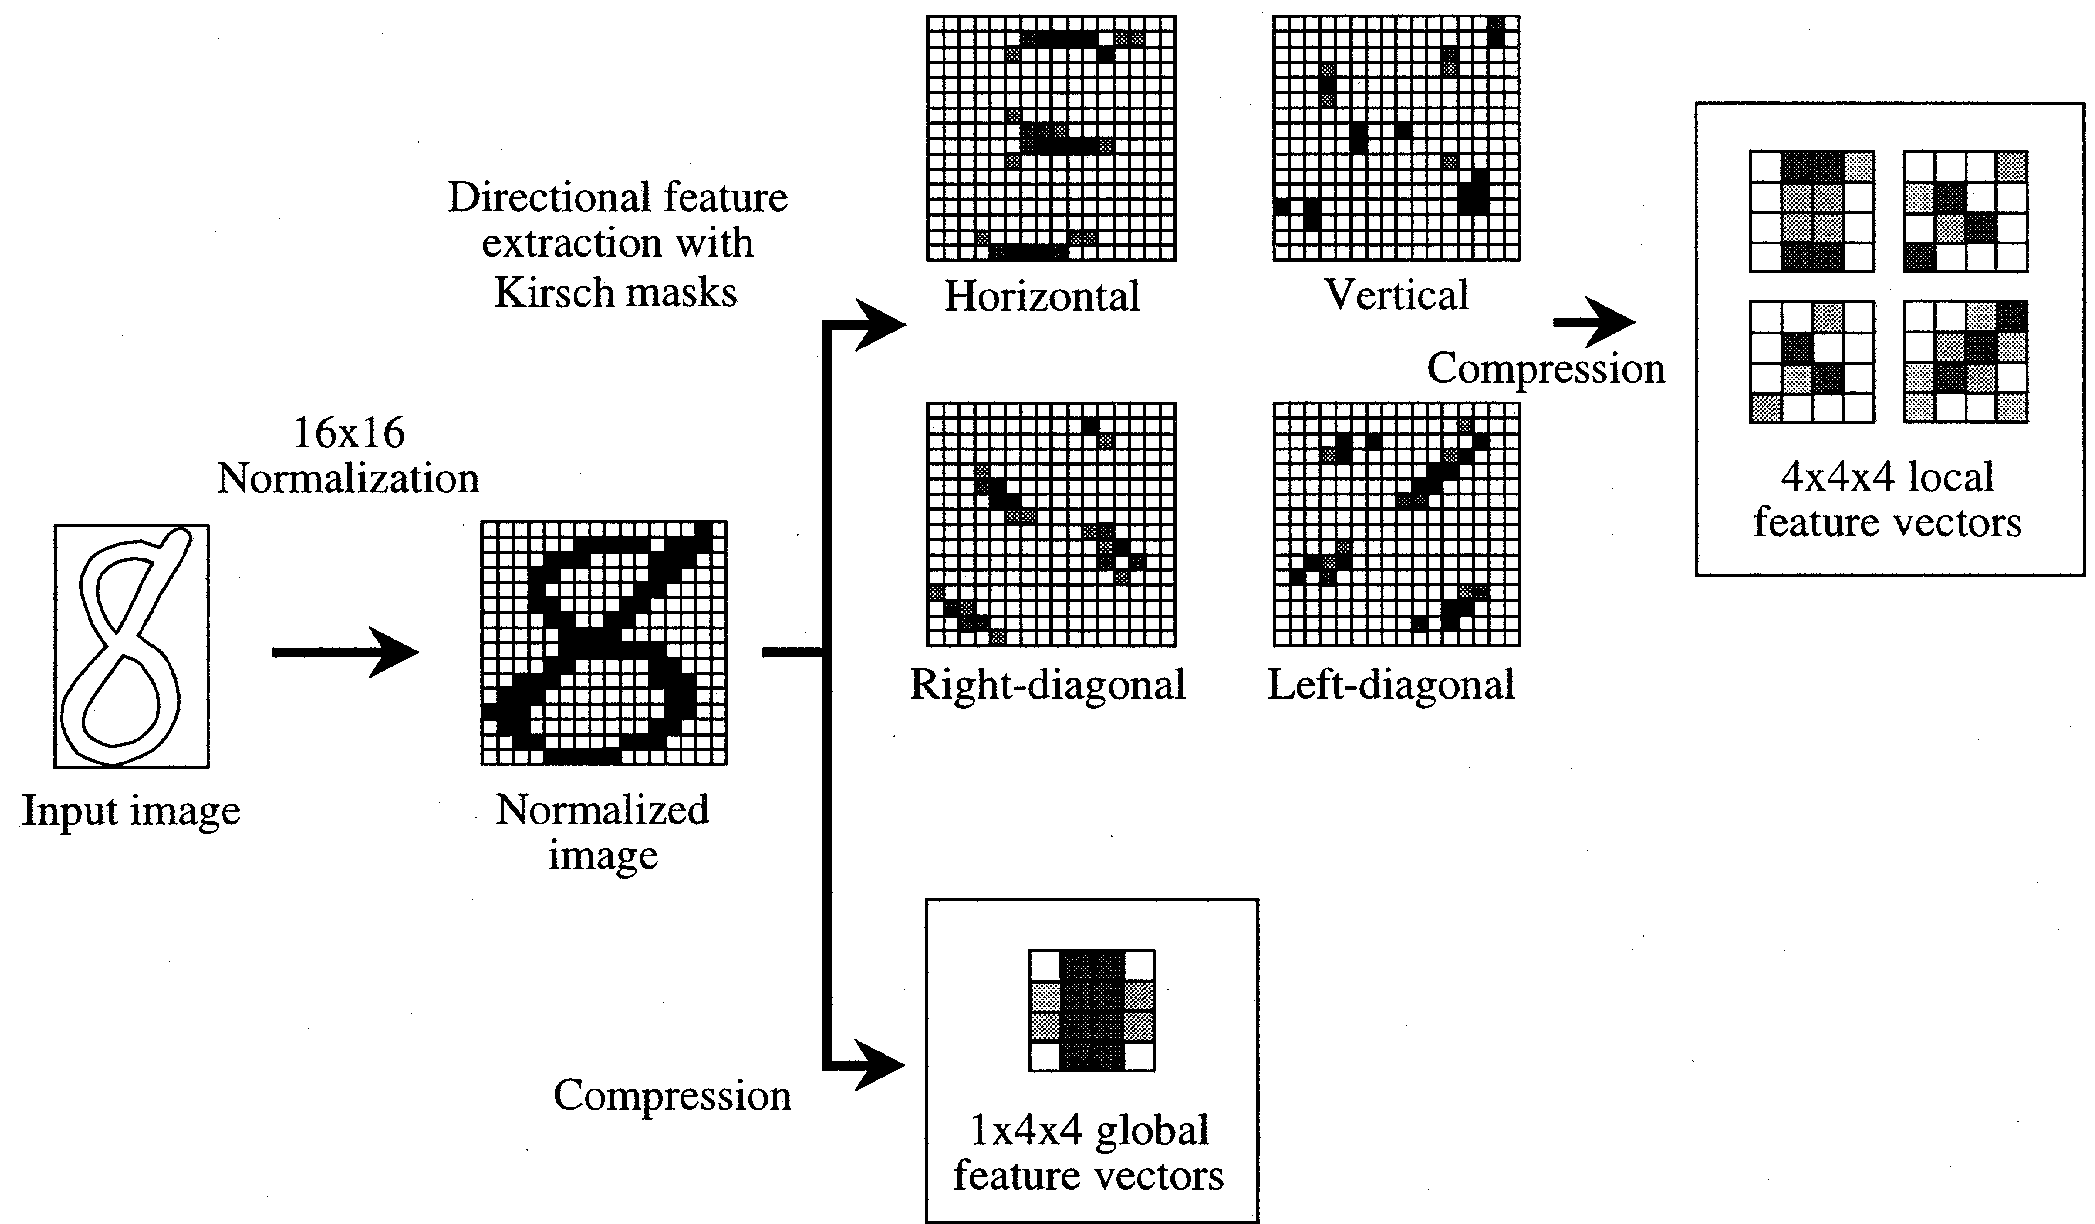 Directional feature
extraction with
Kirsch masks
Horizontal
Vertical
Compression
16x16
Normalization
4x4x4 local
feature vectors
Right-diagonal
Left-diagonal
Input image
Normalized
image
Compression
1x4x4 global
feature vectors